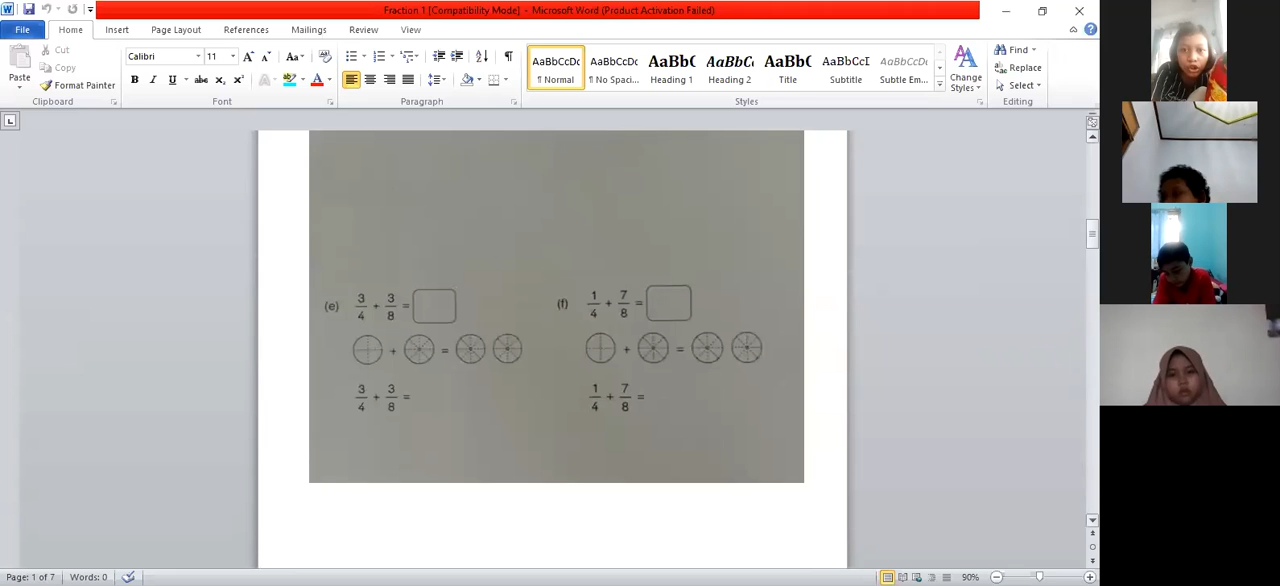 Fraction 1 [Compatibility Mode] - Microsoft Word (Product Activation Failed)
File Home Insert Page Layout References Mailings Review View
Paste
Cut
Copy
Format Painter
Clipboard
Calibri 11
Font
Paragraph
AaBbCcDc ¶ Normal
AaBbCcDc ¶ No Spaci...
AaBbC Heading 1
AaBbCc Heading 2
AaBbC Title
AaBbCcI Subtitle
AaBbCcDc Subtle Em...
Change Styles
Styles
Find
Replace
Select
Editing
(e) 3/4 + 3/8 =
(f) 1/4 + 7/8 =
+ =
+ =
3/4 + 3/8 =
1/4 + 7/8 =
Page: 1 of 7 Words: 0
90%